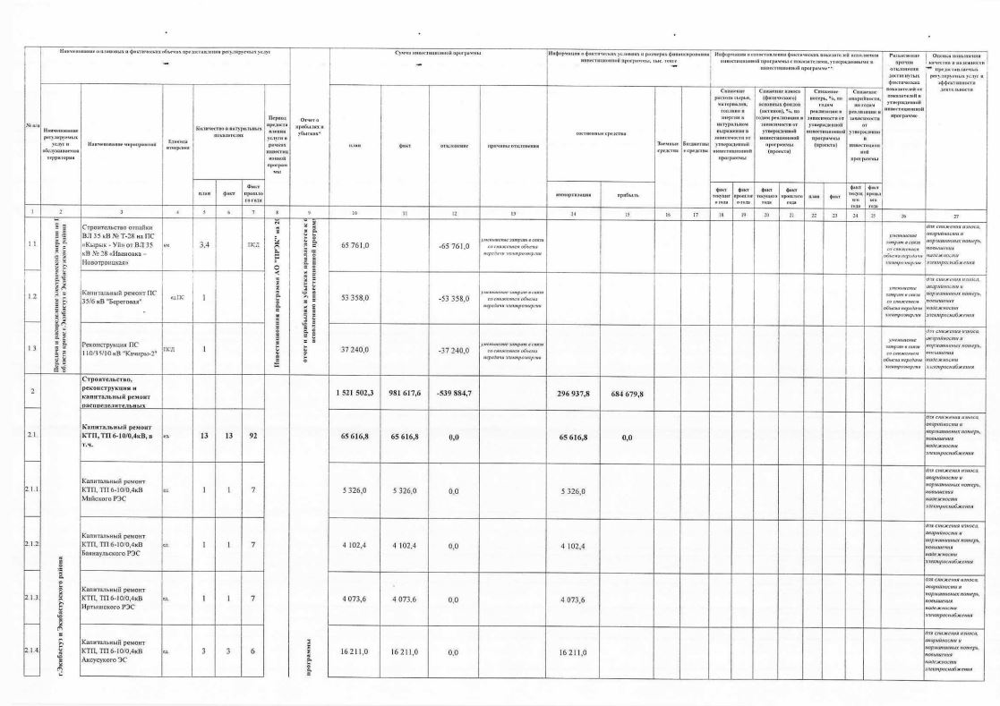 Наименование о плановых и фактических объемах предоставления регулируемых услуг
Сумма инвестиционной программы
Информация о фактических условиях и размерах финансирования
инвестиционной программы, тыс. тенге
Информация о сопоставлении фактических показателей исполнения
инвестиционной программы с показателями, утвержденными в
инвестиционной программе**
Разъяснение
причин
отклонения
достигнутых
фактических
показателей от
показателей в
утвержденной
инвестиционной
программе
Оценка повышения
качества и надежности
предоставляемых
регулируемых услуг и
эффективности
деятельности
№ п/п
Наименование
регулируемых
услуг и
обслуживаемая
территория
Наименование мероприятий
Единица
измерения
Количество в натуральных
показателях
Период
предоста
вления
услуги в
рамках
инвестиц
ионной
програм
мы
Отчет о
прибылях и
убытках*
план
факт
отклонение
причины отклонения
собственные средства
Заемные
средства
Бюджетны
е средства
Снижение
расхода сырья,
материалов,
топлива и
энергии в
натуральном
выражении в
зависимости от
утвержденной
инвестиционной
программы
Снижение износа
(физического)
основных фондов
(активов), %, по
годам реализации в
зависимости от
утвержденной
инвестиционной
программы
(проекта)
Снижение
потерь, %, по
годам
реализации в
зависимости от
утвержденной
инвестиционной
программы
(проекта)
Снижение
аварийности,
по годам
реализации в
зависимости
от
утвержденно
й
инвестицион
ной
программы
план
факт
Факт
прошло
го года
амортизация
прибыль
факт
текущег
о года
факт
прошлог
о года
факт
текущего
года
факт
прошлого
года
план
факт
факт
текущ
его
года
факт
прошл
ого
года
1 2 3 4 5 6 7 8 9 10 11 12 13 14 15 16 17 18 19 20 21 22 23 24 25 26 27
Передача и распределение электрической энергии по
области кроме г.Экибастуз и Экибастузского района
Инвестиционная программа АО "ПРЭК" на
отчет о прибылях и убытках прилагается к
исполнению инвестиционной программ
1.1.
Строительство отпайки
ВЛ 35 кВ № Т-28 на ПС
«Кырык - Уй» от ВЛ 35
кВ № 28 «Ивановка –
Новотроицкая»
км 3,4 ПСД 65 761,0 -65 761,0
уменьшение затрат в связи
со снижением объема
передачи электроэнергии
уменьшение
затрат в связи
со снижением
объема передачи
электроэнергии
для снижения износа,
аварийности и
нормативных потерь,
повышения
надежности
электроснабжения
1.2.
Капитальный ремонт ПС
35/6 кВ "Береговая"
ед.ПС 1 53 358,0 -53 358,0
уменьшение затрат в связи
со снижением объема
передачи электроэнергии
уменьшение
затрат в связи
со снижением
объема передачи
электроэнергии
для снижения износа,
аварийности и
нормативных потерь,
повышения
надежности
электроснабжения
1.3.
Реконструкция ПС
110/35/10 кВ "Качиры-2"
ПСД 1 37 240,0 -37 240,0
уменьшение затрат в связи
со снижением объема
передачи электроэнергии
уменьшение
затрат в связи
со снижением
объема передачи
электроэнергии
для снижения износа,
аварийности и
нормативных потерь,
повышения
надежности
электроснабжения
2
Строительство,
реконструкция и
капитальный ремонт
распределительных
1 521 502,3 981 617,6 -539 884,7 296 937,8 684 679,8
2.1.
Капитальный ремонт
КТП, ТП 6-10/0,4кВ, в
т.ч.
ед. 13 13 92 65 616,8 65 616,8 0,0 65 616,8 0,0
для снижения износа,
аварийности и
нормативных потерь,
повышения
надежности
электроснабжения
2.1.1.
Капитальный ремонт
КТП, ТП 6-10/0,4кВ
Майского РЭС
ед. 1 1 7 5 326,0 5 326,0 0,0 5 326,0
для снижения износа,
аварийности и
нормативных потерь,
повышения
надежности
электроснабжения
2.1.2.
Капитальный ремонт
КТП, ТП 6-10/0,4кВ
Баянаульского РЭС
ед. 1 1 7 4 102,4 4 102,4 0,0 4 102,4
для снижения износа,
аварийности и
нормативных потерь,
повышения
надежности
электроснабжения
2.1.3.
Капитальный ремонт
КТП, ТП 6-10/0,4кВ
Иртышского РЭС
ед. 1 1 7 4 073,6 4 073,6 0,0 4 073,6
для снижения износа,
аварийности и
нормативных потерь,
повышения
надежности
электроснабжения
2.1.4.
Капитальный ремонт
КТП, ТП 6-10/0,4кВ
Аксуского ЭС
ед. 3 3 6 16 211,0 16 211,0 0,0 16 211,0
для снижения износа,
аварийности и
нормативных потерь,
повышения
надежности
электроснабжения
г.Экибастуз и Экибастузского района
программы